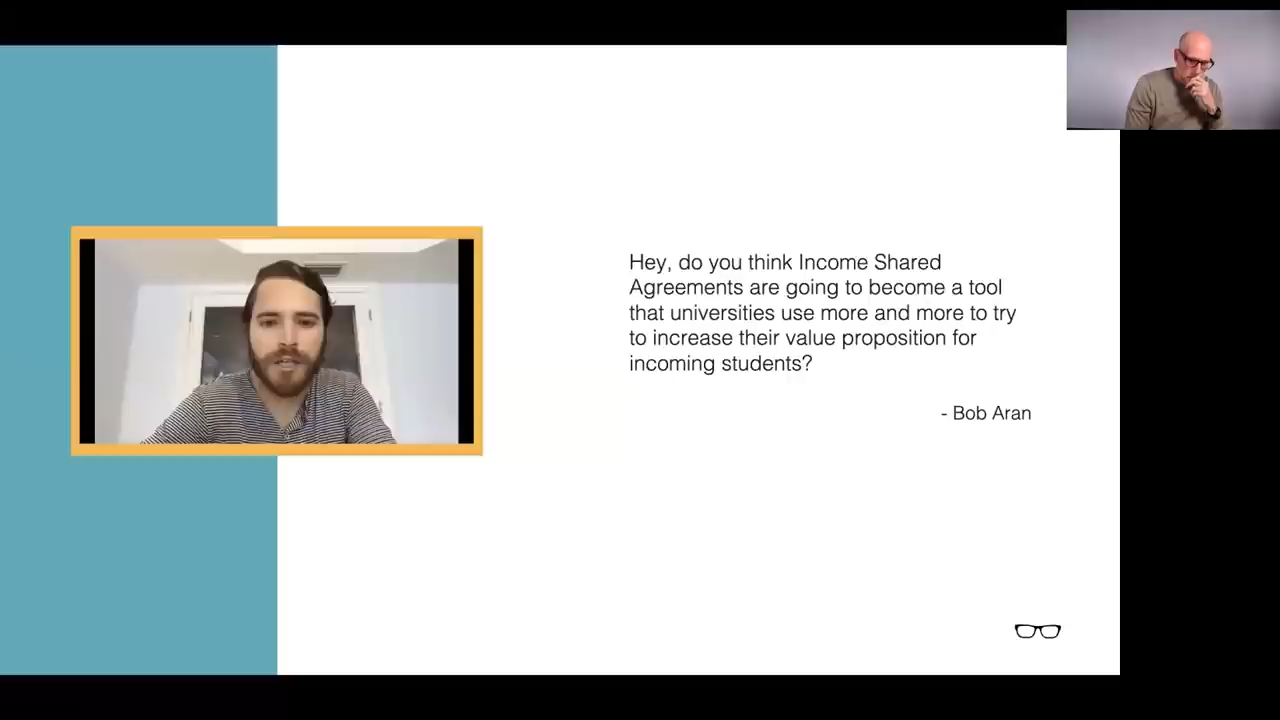 Hey, do you think Income Shared
Agreements are going to become a tool
that universities use more and more to try
to increase their value proposition for
incoming students?
- Bob Aran